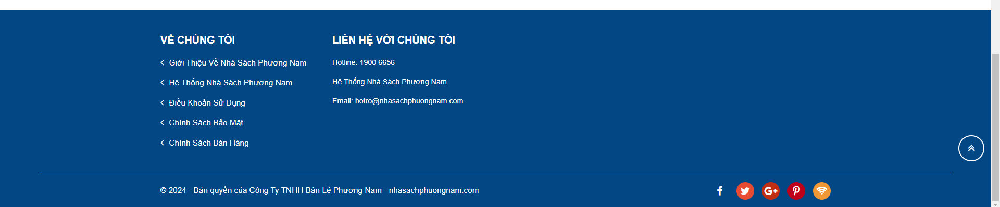 VỀ CHÚNG TÔI
Giới Thiệu Về Nhà Sách Phương Nam
Hệ Thống Nhà Sách Phương Nam
Điều Khoản Sử Dụng
Chính Sách Bảo Mật
Chính Sách Bán Hàng
LIÊN HỆ VỚI CHÚNG TÔI
Hotline: 1900 6656
Hệ Thống Nhà Sách Phương Nam
Email: hotro@nhasachphuongnam.com
© 2024 - Bản quyền của Công Ty TNHH Bán Lẻ Phương Nam - nhasachphuongnam.com